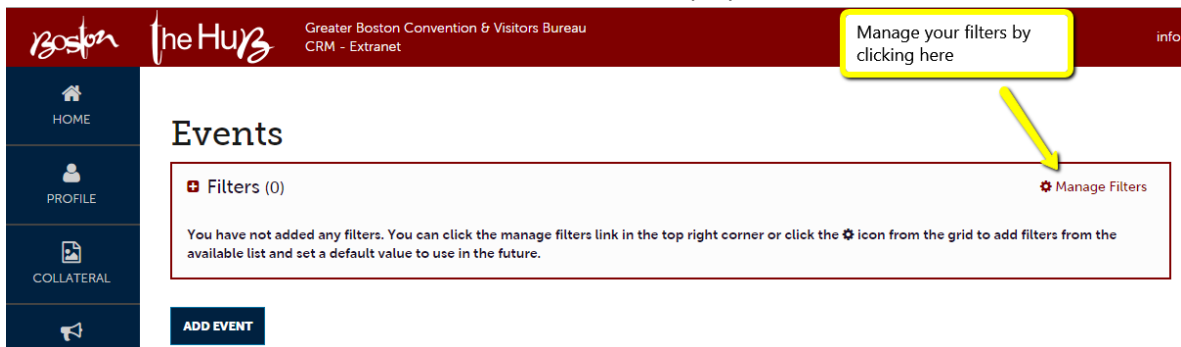 Boston the HuB
Greater Boston Convention & Visitors Bureau
CRM - Extranet
Manage your filters by
clicking here
info
HOME
PROFILE
COLLATERAL
Events
Filters (0)
Manage Filters
You have not added any filters. You can click the manage filters link in the top right corner or click the icon from the grid to add filters from the
available list and set a default value to use in the future.
ADD EVENT